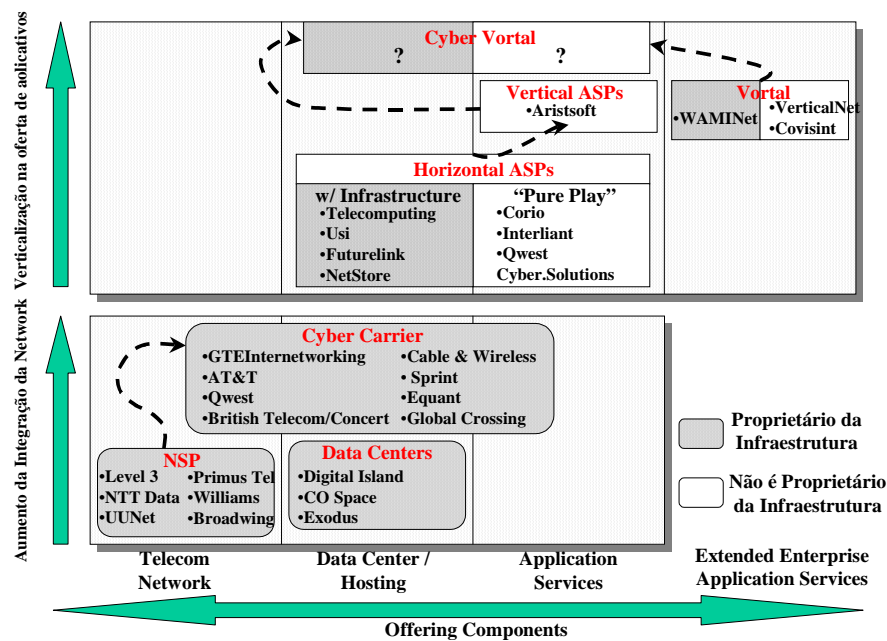 Verticalização na oferta de aolicativos
Cyber Vortal
? ?
Vertical ASPs
•Aristsoft
Vortal
•WAMINet
•VerticalNet
•Covisint
Horizontal ASPs
w/ Infrastructure
•Telecomputing
•Usi
•Futurelink
•NetStore
“Pure Play”
•Corio
•Interliant
•Qwest
Cyber.Solutions
Aumento da Integração da Network
Cyber Carrier
•GTEInternetworking
•AT&T
•Qwest
•British Telecom/Concert
•Cable & Wireless
• Sprint
•Equant
•Global Crossing
NSP
•Level 3
•NTT Data
•UUNet
•Primus Tel
•Williams
•Broadwing
Data Centers
•Digital Island
•CO Space
•Exodus
Proprietário da
Infraestrutura
Não é Proprietário
da Infraestrutura
Telecom
Network
Data Center /
Hosting
Application
Services
Extended Enterprise
Application Services
Offering Components